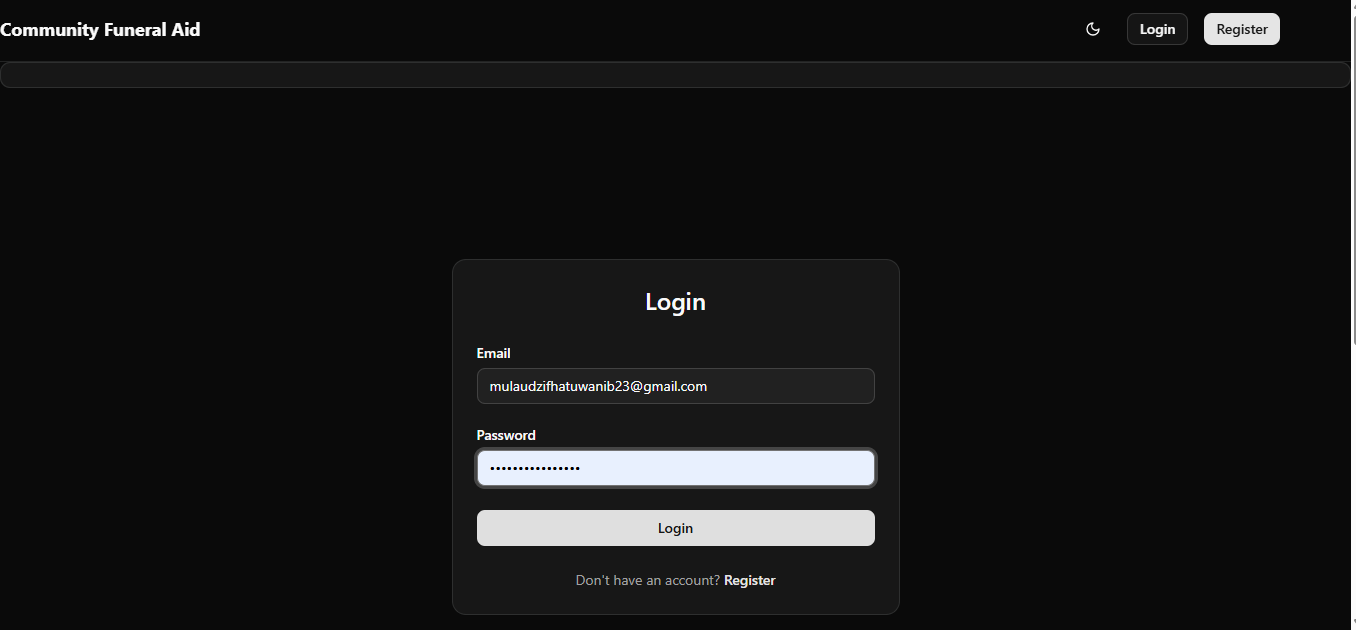 Community Funeral Aid
Login
Register
Login
Email
mulaudzifhatuwanib23@gmail.com
Password
••••••••••••••••
Login
Don't have an account? Register